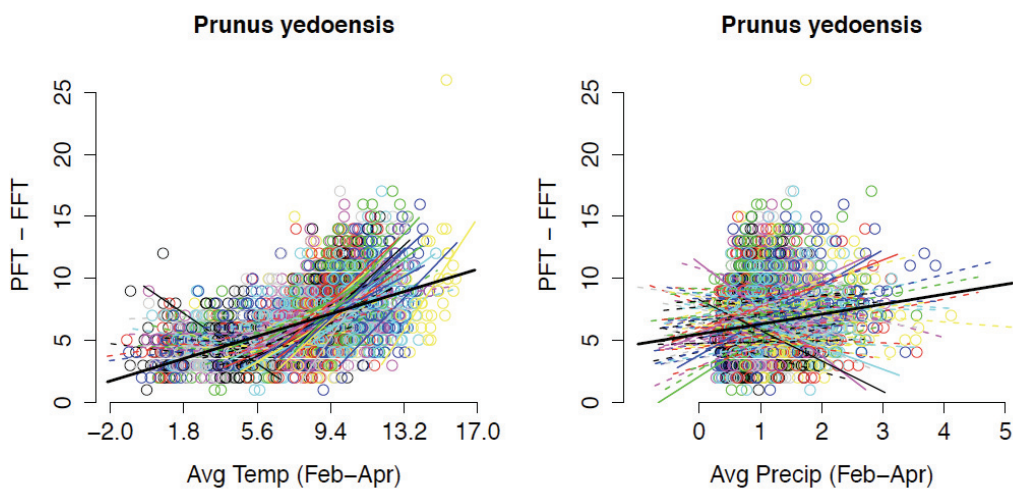 Prunus yedoensis
PFT − FFT
25
20
15
10
5
0
−2.0 1.8 5.6 9.4 13.2 17.0
Avg Temp (Feb−Apr)
Prunus yedoensis
PFT − FFT
25
20
15
10
5
0
0 1 2 3 4 5
Avg Precip (Feb−Apr)